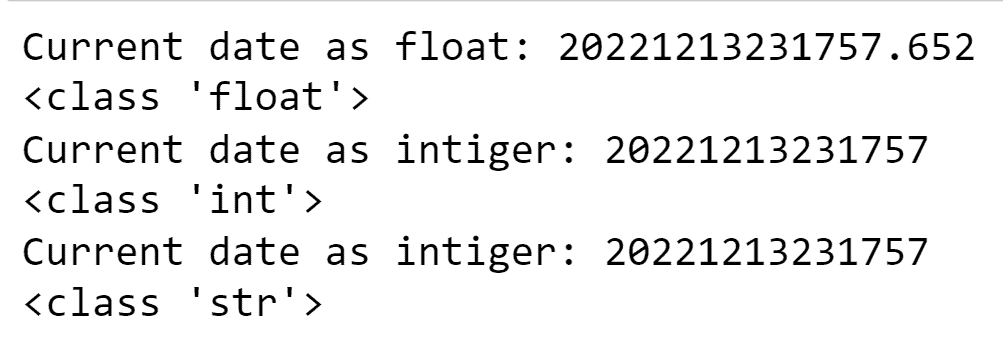 Current date as float: 20221213231757.652
<class 'float'>
Current date as intiger: 20221213231757
<class 'int'>
Current date as intiger: 20221213231757
<class 'str'>